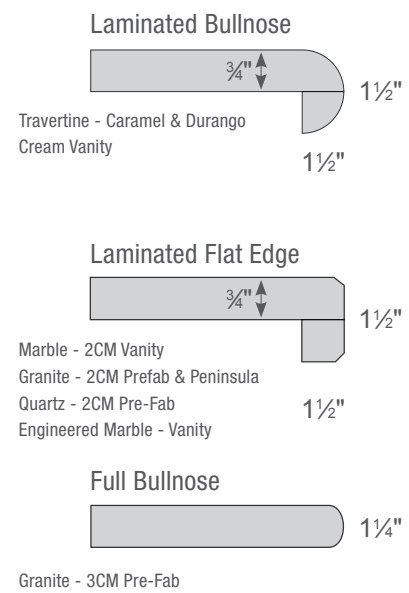 Laminated Bullnose
¾"
1½"
Travertine - Caramel & Durango
Cream Vanity
1½"
Laminated Flat Edge
¾"
1½"
Marble - 2CM Vanity
Granite - 2CM Prefab & Peninsula
Quartz - 2CM Pre-Fab
1½"
Engineered Marble - Vanity
Full Bullnose
1¼"
Granite - 3CM Pre-Fab